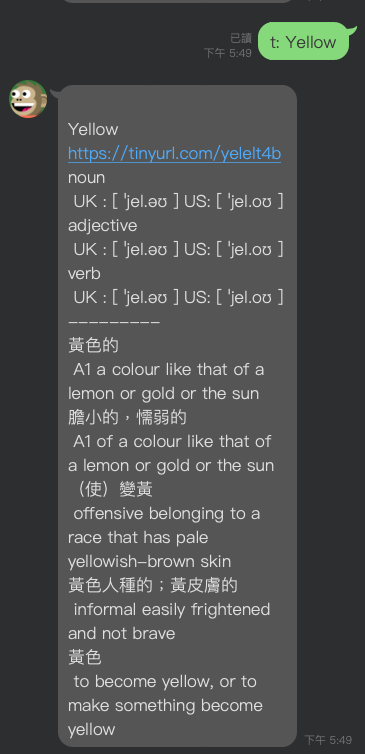 已讀
下午 5:49
t: Yellow
Yellow
https://tinyurl.com/yelelt4b
noun
UK : [ ˈjel.əʊ ] US: [ ˈjel.oʊ ]
adjective
UK : [ ˈjel.əʊ ] US: [ ˈjel.oʊ ]
verb
UK : [ ˈjel.əʊ ] US: [ ˈjel.oʊ ]
---------
黃色的
A1 a colour like that of a
lemon or gold or the sun
膽小的，懦弱的
A1 of a colour like that of
a lemon or gold or the sun
（使）變黃
offensive belonging to a
race that has pale
yellowish-brown skin
黃色人種的；黃皮膚的
informal easily frightened
and not brave
黃色
to become yellow, or to
make something become
yellow
下午 5:49